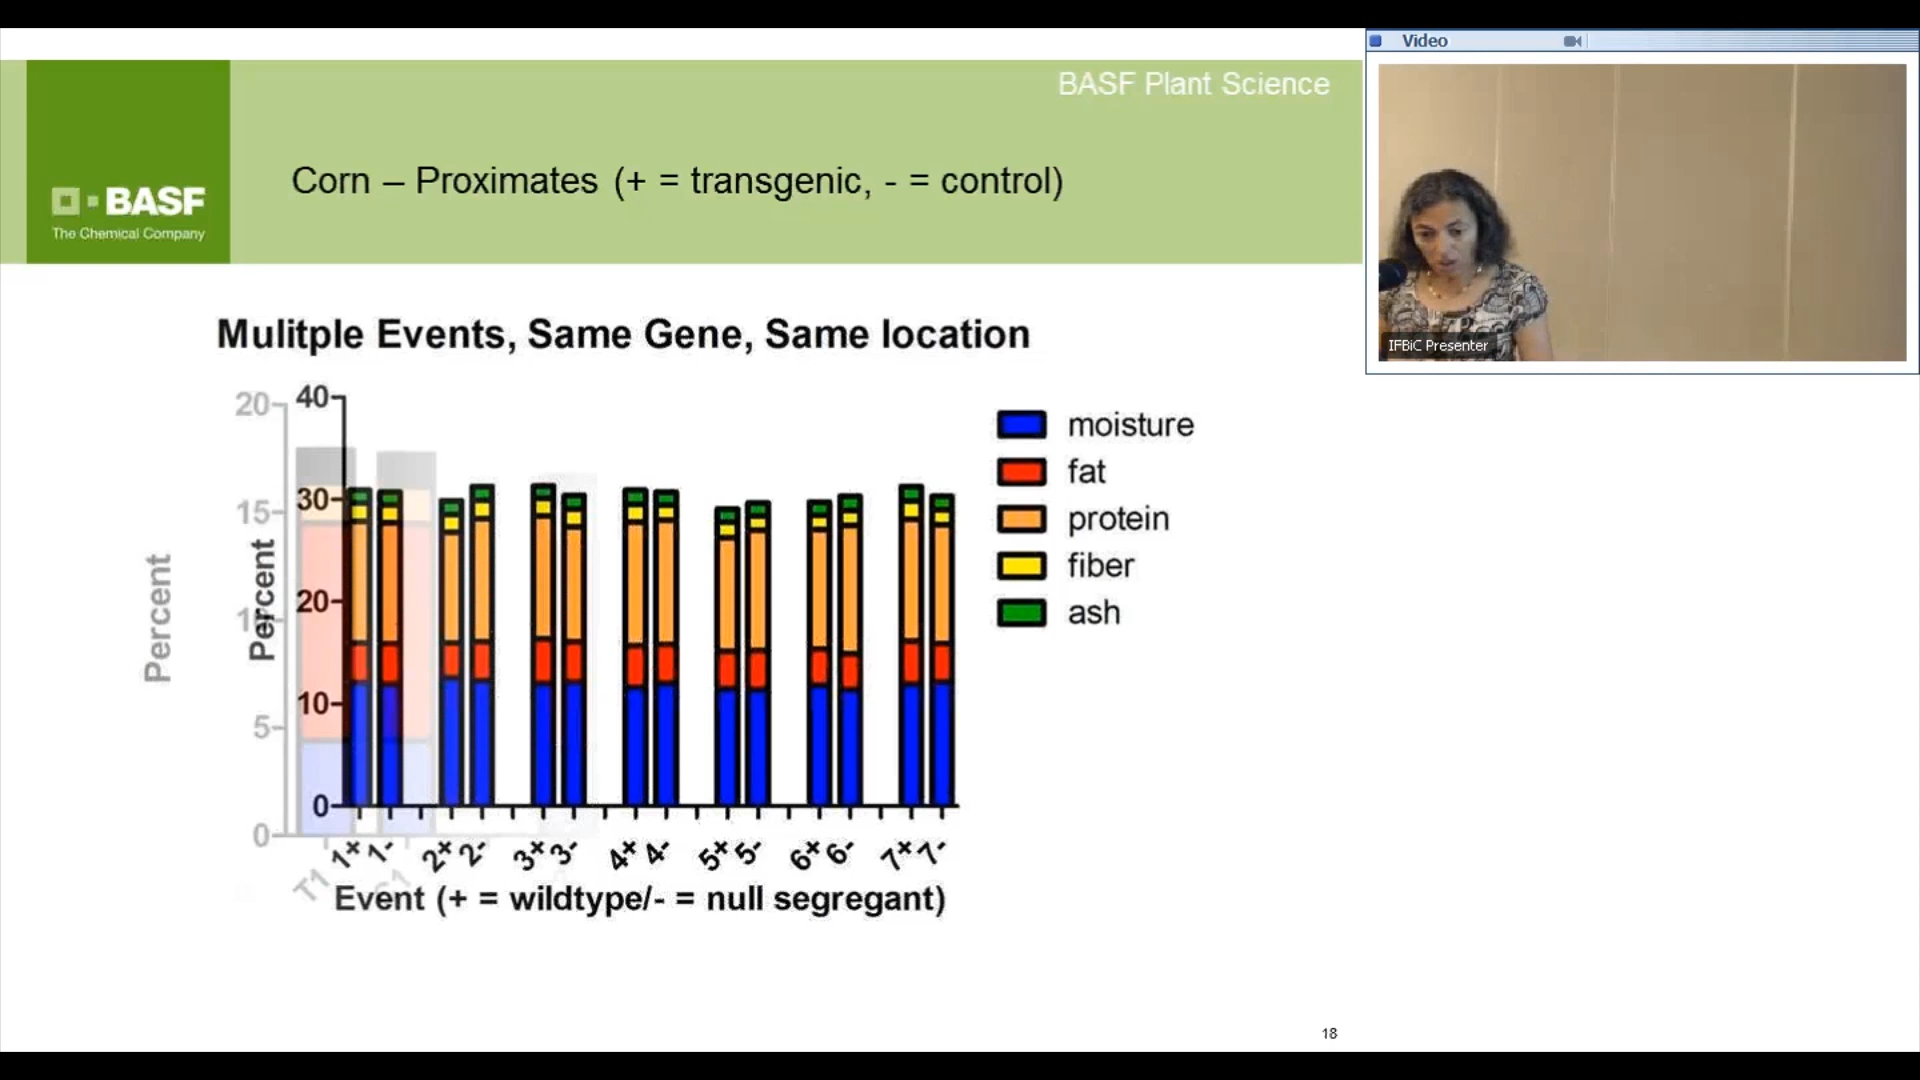 BASF Plant Science
BASF
The Chemical Company
Corn – Proximates (+ = transgenic, - = control)
Mulitple Events, Same Gene, Same location
Percent
20
15
5
0
T1
Percent
40
30
20
10
0
1+ 1- 2+ 2- 3+ 3- 4+ 4- 5+ 5- 6+ 6- 7+ 7-
Event (+ = wildtype/- = null segregant)
moisture
fat
protein
fiber
ash
18
Video
IFBiC Presenter